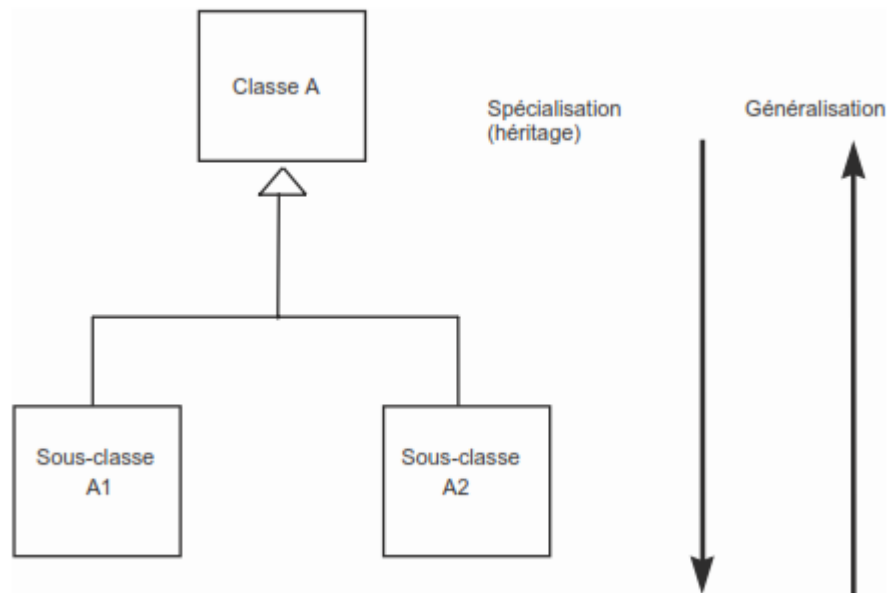 Classe A
Spécialisation
(héritage)
Généralisation
Sous-classe
A1
Sous-classe
A2